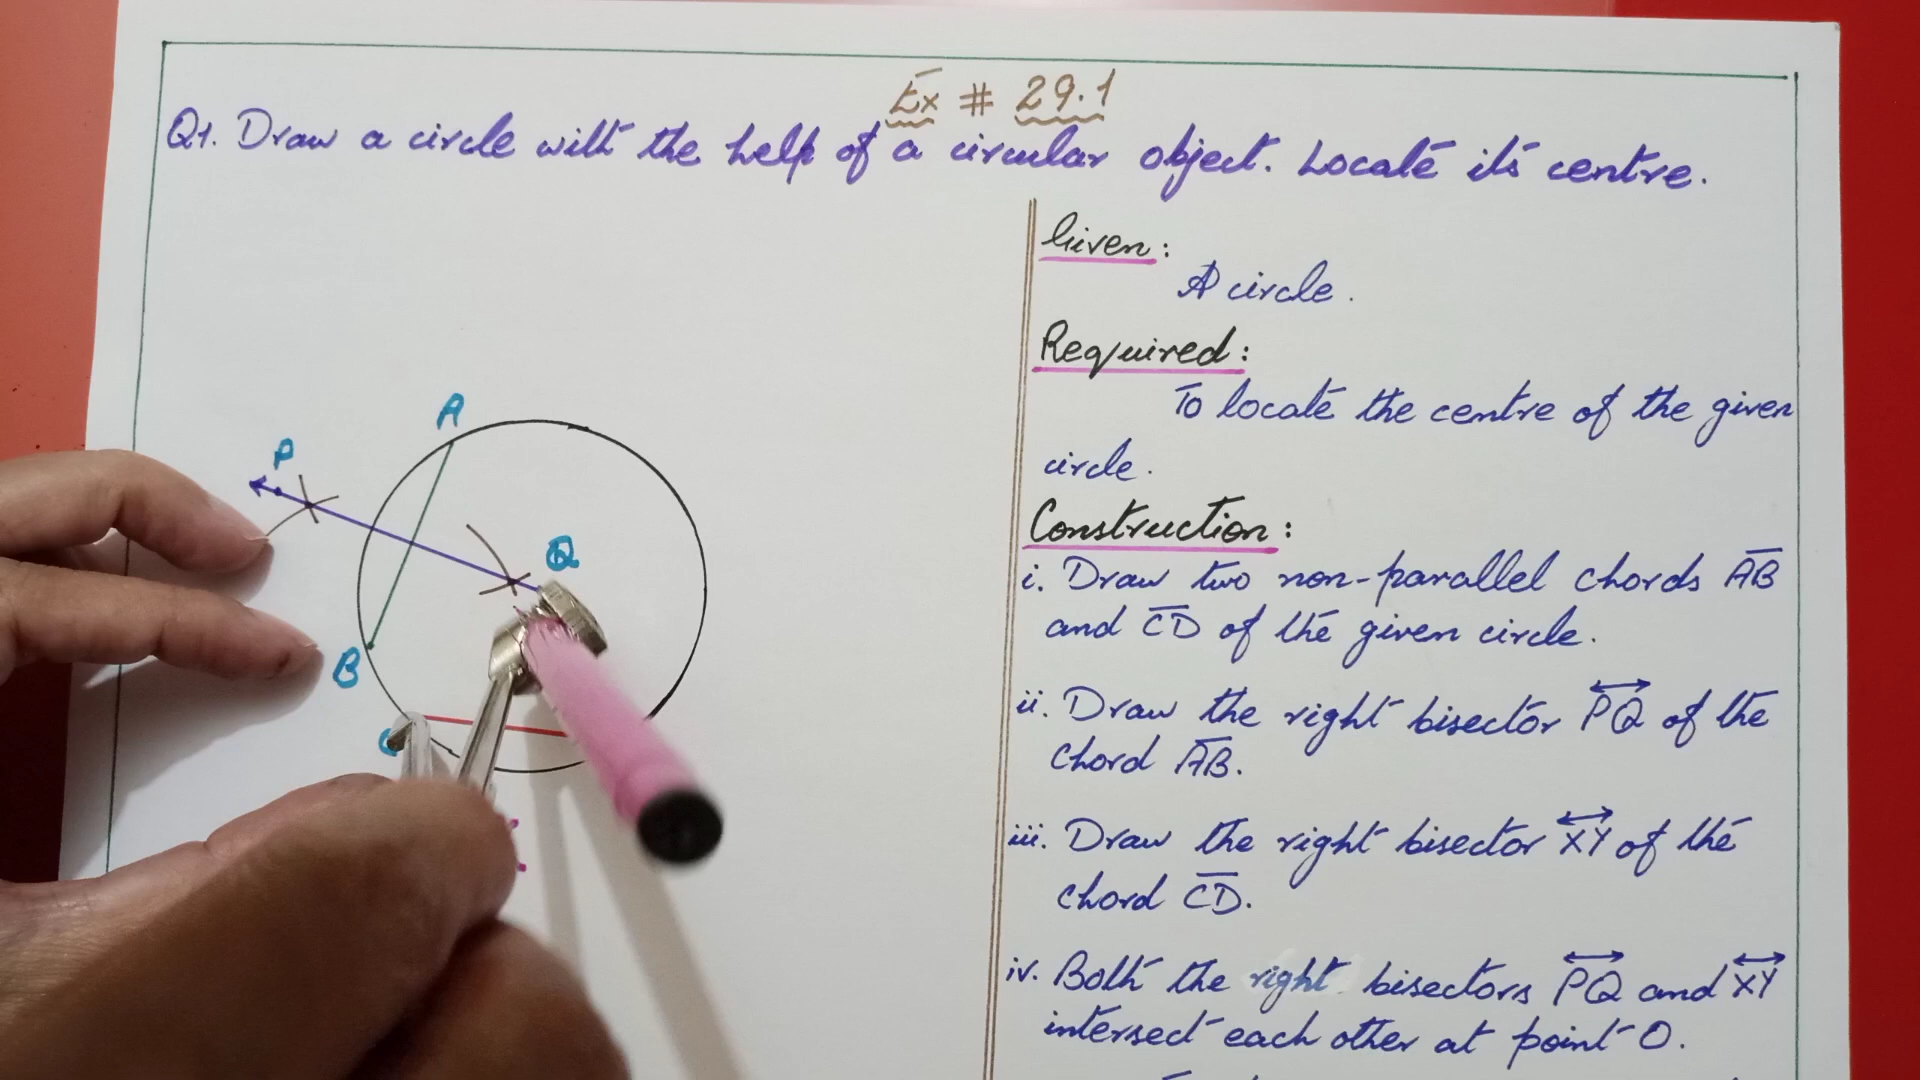 Ex # 29.1
Q1. Draw a circle with the help of a circular object. Locate its centre.
Given:
A circle.
Required:
To locate the centre of the given
circle.
Construction:
i. Draw two non-parallel chords AB
and CD of the given circle.
ii. Draw the right bisector PQ of the
chord AB.
iii. Draw the right bisector XY of the
chord CD.
iv. Both the right bisectors PQ and XY
intersect each other at point O.
A
P
Q
B